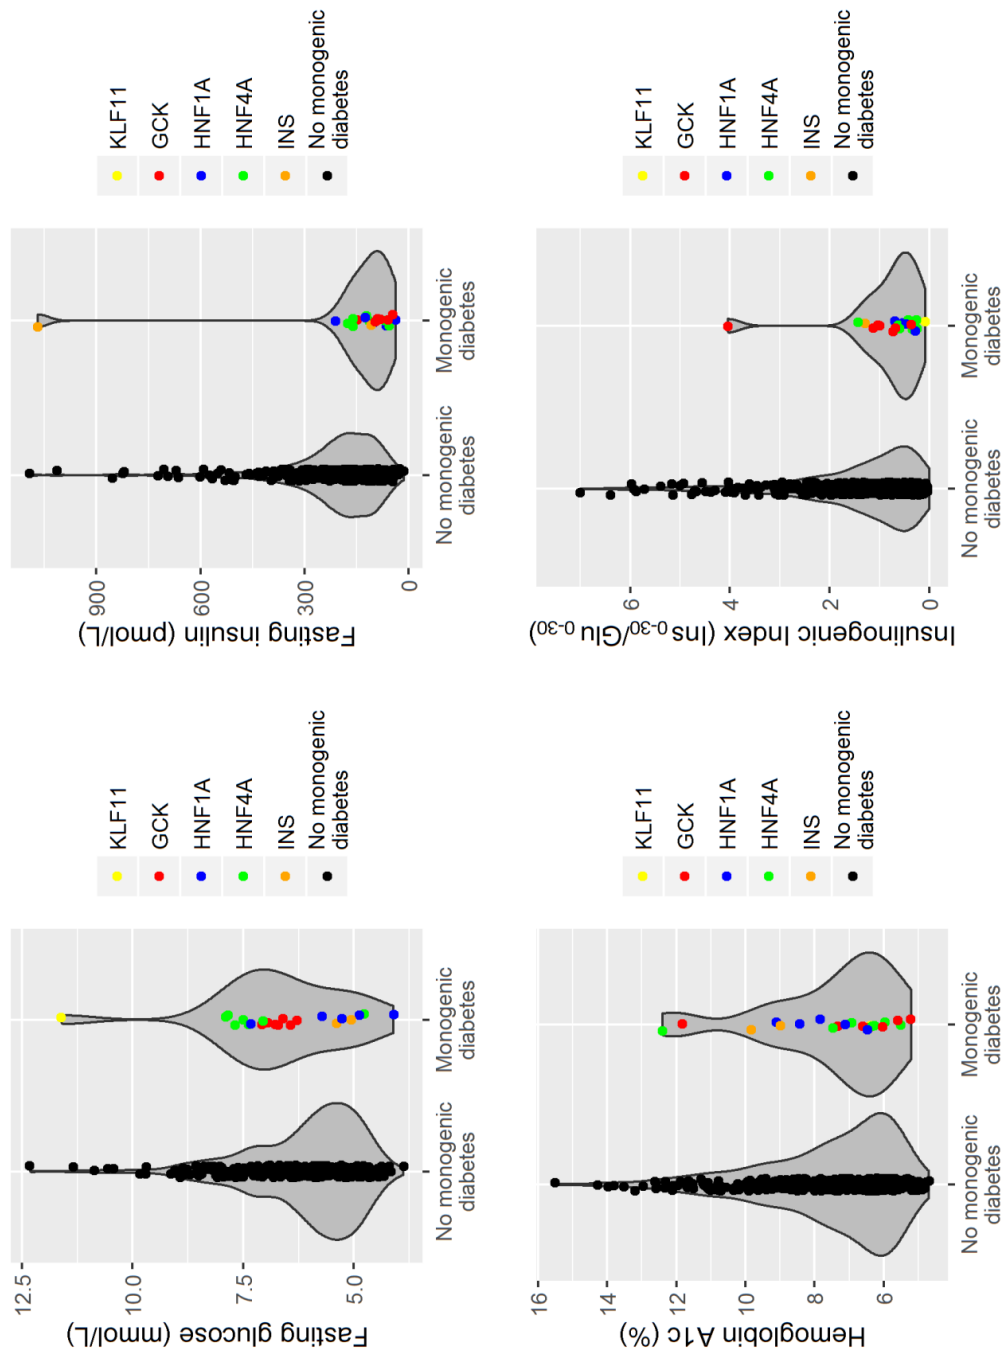 Hemoglobin A1c (%)
16
12
8
6
No monogenic
diabetes
Monogenic
diabetes
KLF11
GCK
HNF1A
HNF4A
INS
No monogenic
diabetes
Fasting glucose (mmol/L)
12.5
10.0
7.5
5.0
No monogenic
diabetes
Monogenic
diabetes
KLF11
GCK
HNF1A
HNF4A
INS
No monogenic
diabetes
Insulinogenic Index (Ins 0-30/Glu 0-30)
6
4
2
0
No monogenic
diabetes
Monogenic
diabetes
KLF11
GCK
HNF1A
HNF4A
INS
No monogenic
diabetes
Fasting insulin (pmol/L)
900
600
300
0
No monogenic
diabetes
Monogenic
diabetes
KLF11
GCK
HNF1A
HNF4A
INS
No monogenic
diabetes